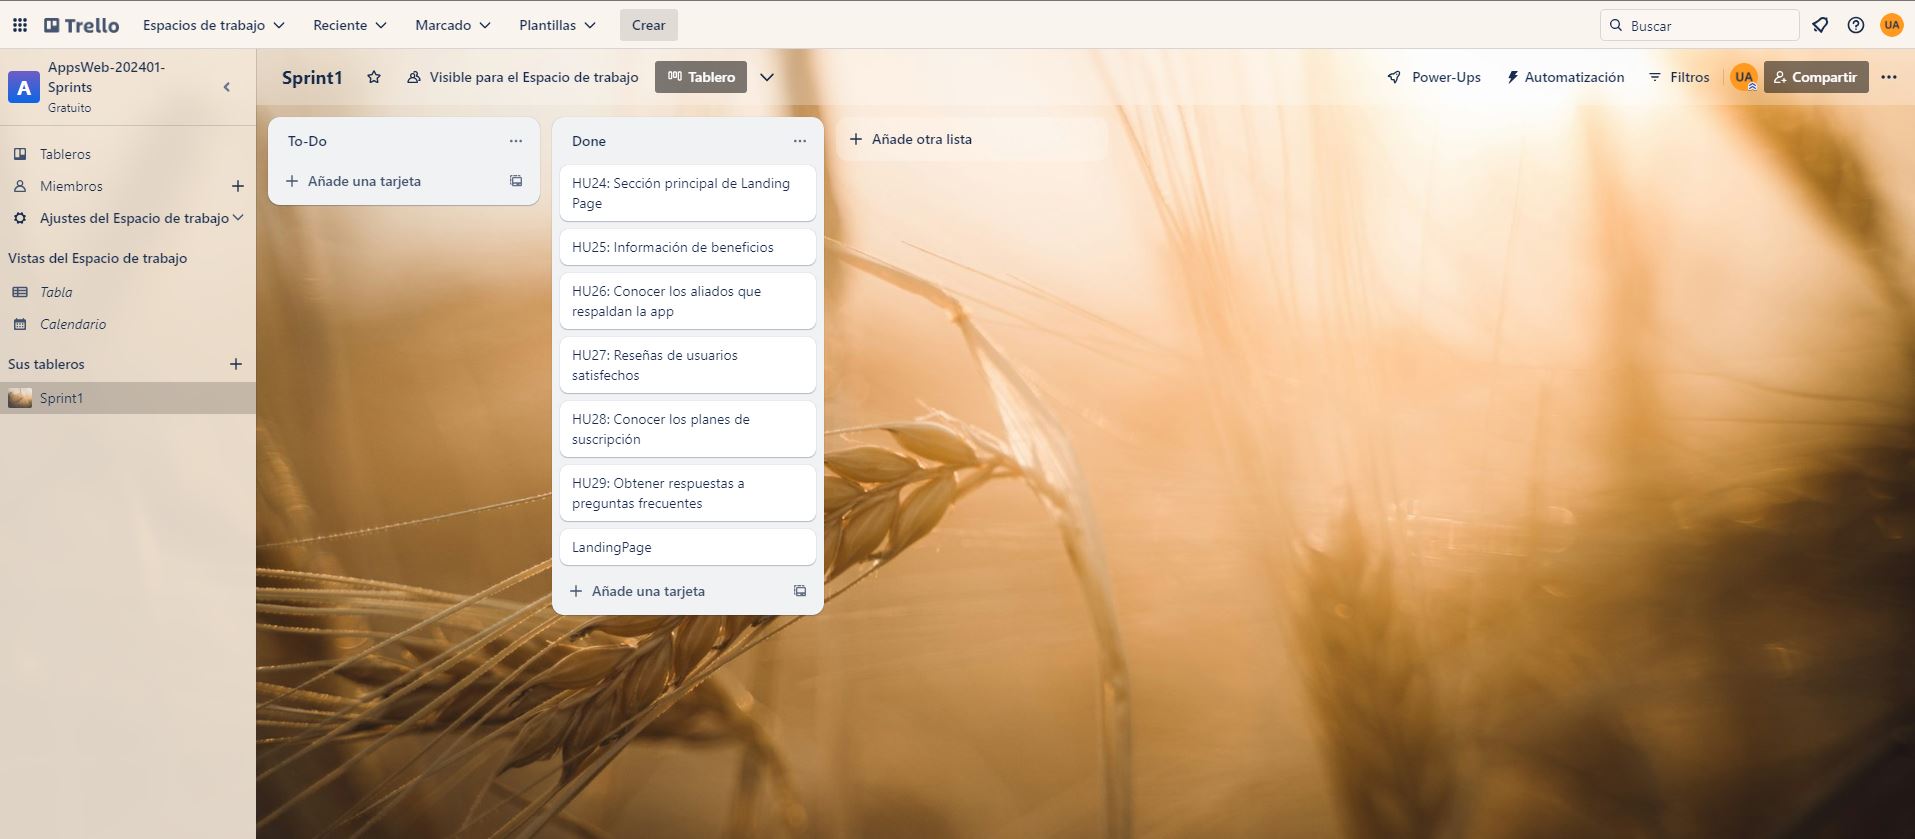 Trello
Espacios de trabajo
Reciente
Marcado
Plantillas
Crear
Buscar
UA
A
AppsWeb-202401-
Sprints
Gratuito
Sprint1
Visible para el Espacio de trabajo
Tablero
Power-Ups
Automatización
Filtros
UA
Compartir
Tableros
Miembros
Ajustes del Espacio de trabajo
Vistas del Espacio de trabajo
Tabla
Calendario
Sus tableros
Sprint1
To-Do
Añade una tarjeta
Done
HU24: Sección principal de Landing
Page
HU25: Información de beneficios
HU26: Conocer los aliados que
respaldan la app
HU27: Reseñas de usuarios
satisfechos
HU28: Conocer los planes de
suscripción
HU29: Obtener respuestas a
preguntas frecuentes
LandingPage
Añade una tarjeta
Añade otra lista